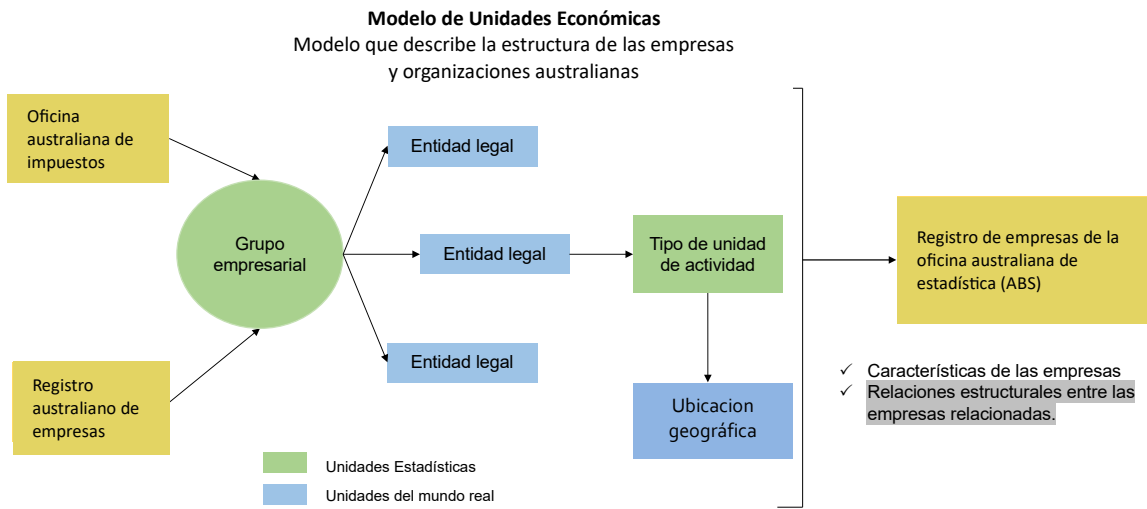 Modelo de Unidades Económicas
Modelo que describe la estructura de las empresas
y organizaciones australianas
Oficina
australiana de
impuestos
Registro
australiano de
empresas
Grupo
empresarial
Entidad legal
Entidad legal
Entidad legal
Tipo de unidad
de actividad
Ubicacion
geográfica
Registro de empresas de la
oficina australiana de
estadística (ABS)
✓ Características de las empresas
✓ Relaciones estructurales entre las
empresas relacionadas.
Unidades Estadísticas
Unidades del mundo real